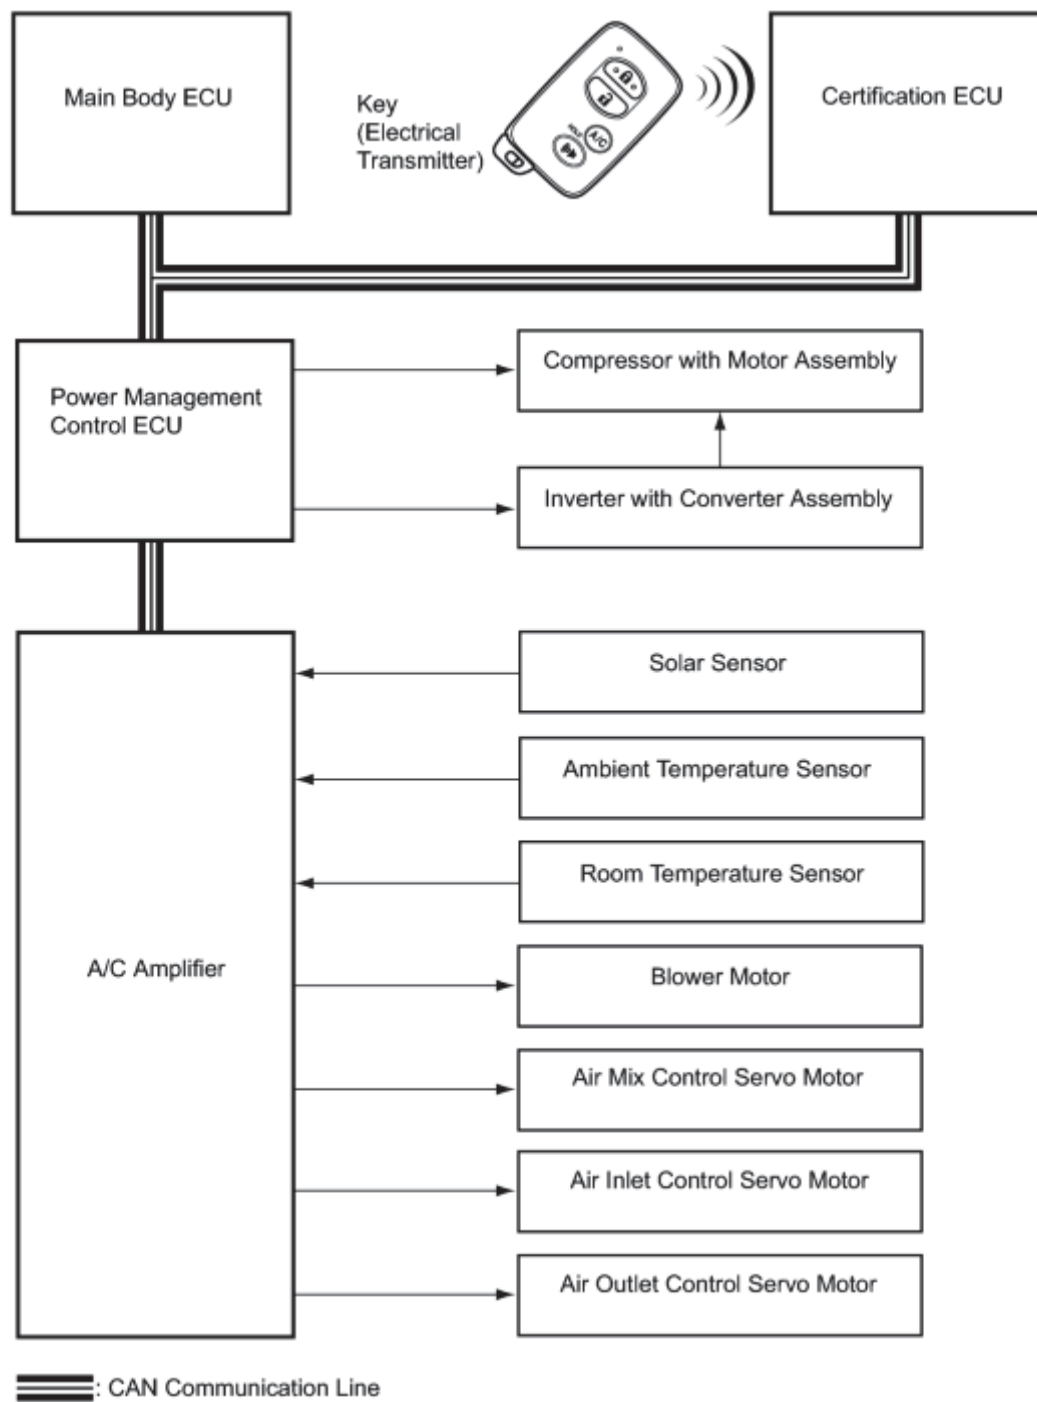 Main Body ECU
Key
(Electrical
Transmitter)
HOLD
A/C
Certification ECU
Power Management
Control ECU
Compressor with Motor Assembly
Inverter with Converter Assembly
A/C Amplifier
Solar Sensor
Ambient Temperature Sensor
Room Temperature Sensor
Blower Motor
Air Mix Control Servo Motor
Air Inlet Control Servo Motor
Air Outlet Control Servo Motor
: CAN Communication Line